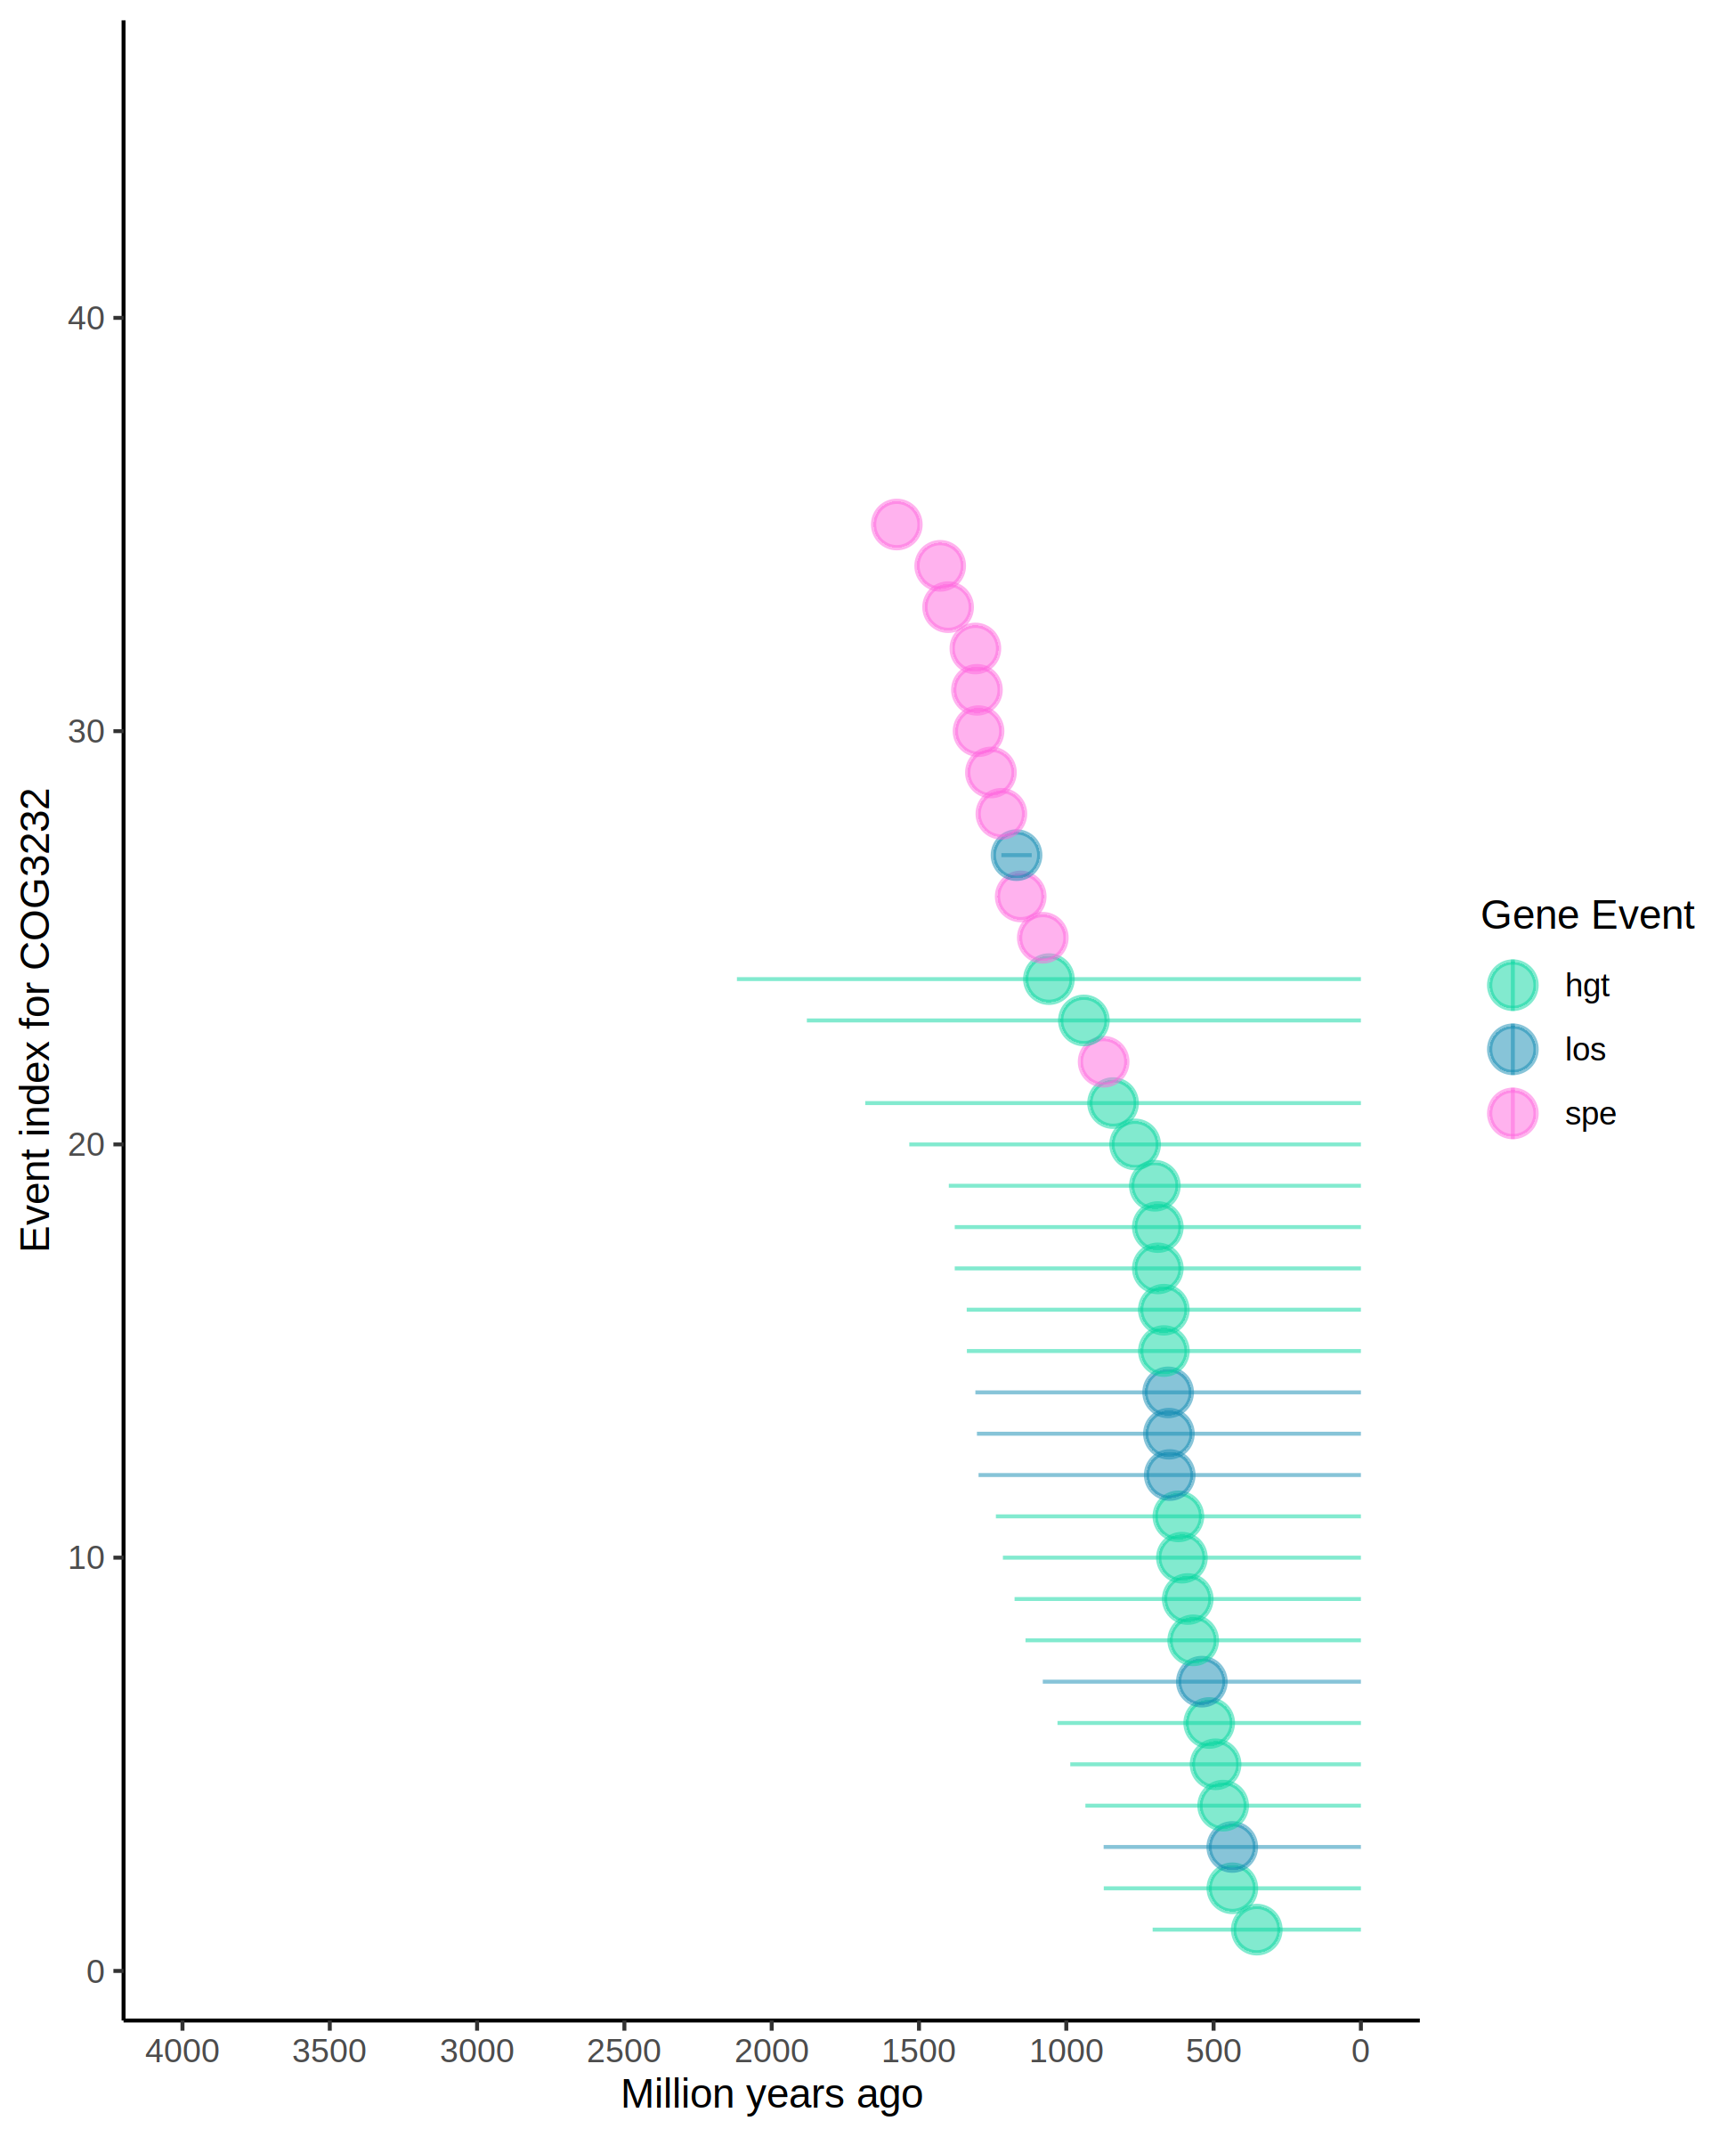 Event index for COG3232
40
30
20
10
0
4000 3500 3000 2500 2000 1500 1000 500 0
Million years ago
Gene Event
hgt
los
spe